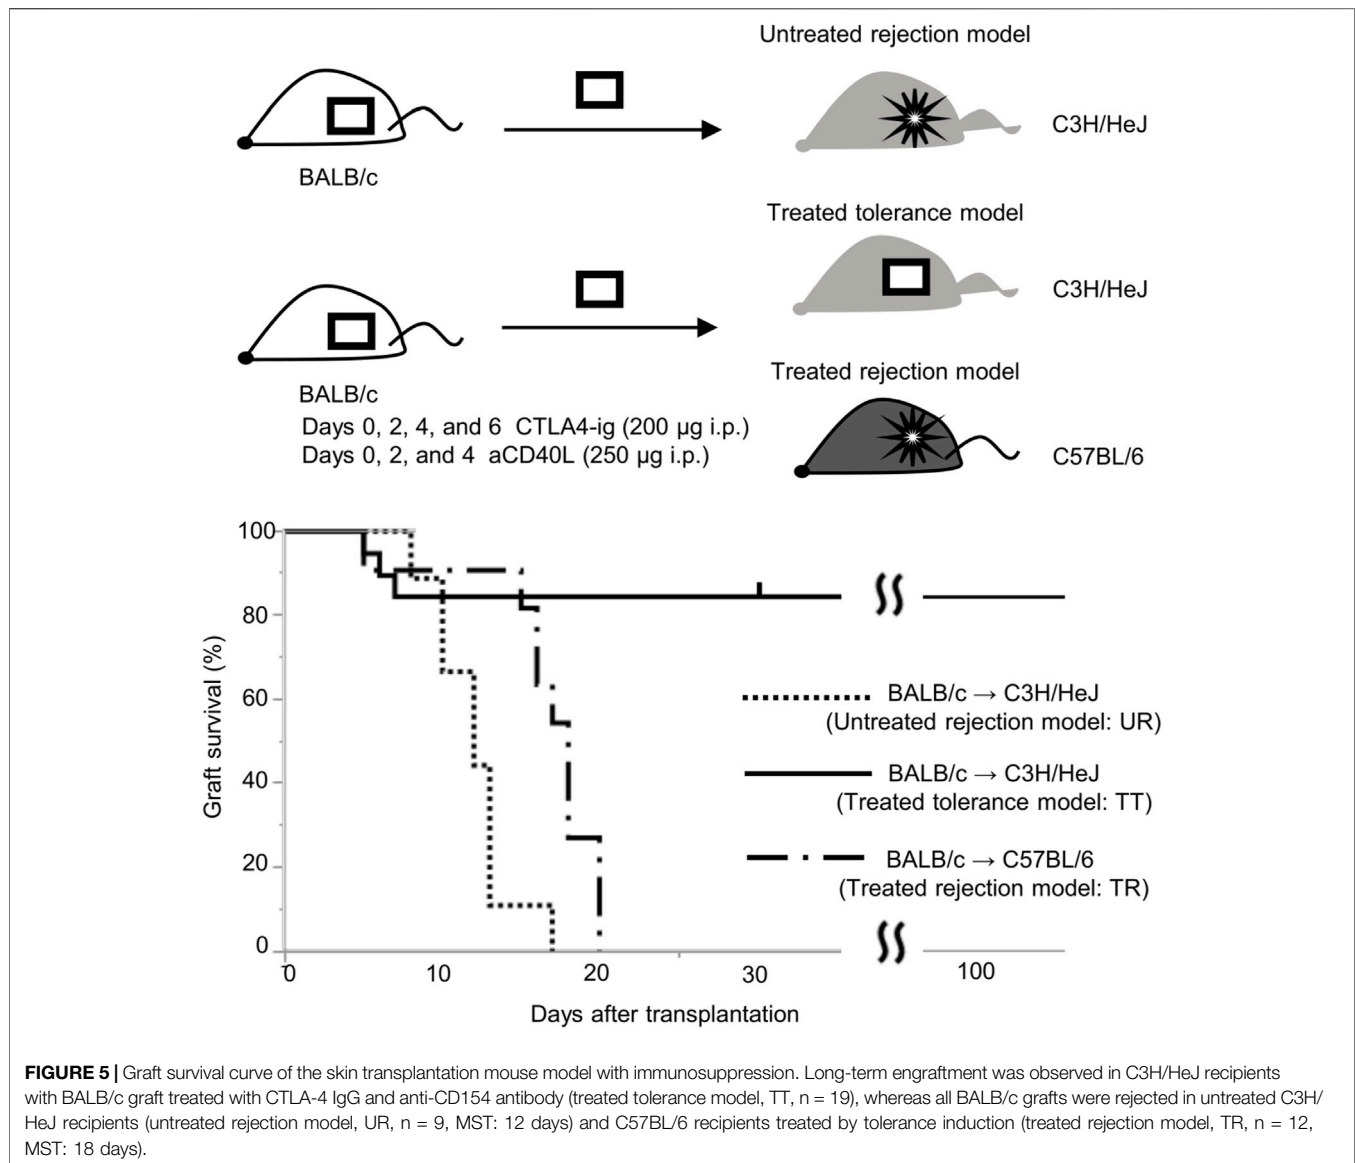 Untreated rejection model
C3H/HeJ
BALB/c
Treated tolerance model
C3H/HeJ
BALB/c
Treated rejection model
Days 0, 2, 4, and 6 CTLA4-ig (200 µg i.p.)
Days 0, 2, and 4 aCD40L (250 µg i.p.)
C57BL/6
100
80
60
40
20
0
Graft survival (%)
BALB/c → C3H/HeJ
(Untreated rejection model: UR)
BALB/c → C3H/HeJ
(Treated tolerance model: TT)
BALB/c → C57BL/6
(Treated rejection model: TR)
0 10 20 30 100
Days after transplantation
FIGURE 5 | Graft survival curve of the skin transplantation mouse model with immunosuppression. Long-term engraftment was observed in C3H/HeJ recipients
with BALB/c graft treated with CTLA-4 IgG and anti-CD154 antibody (treated tolerance model, TT, n = 19), whereas all BALB/c grafts were rejected in untreated C3H/
HeJ recipients (untreated rejection model, UR, n = 9, MST: 12 days) and C57BL/6 recipients treated by tolerance induction (treated rejection model, TR, n = 12,
MST: 18 days).